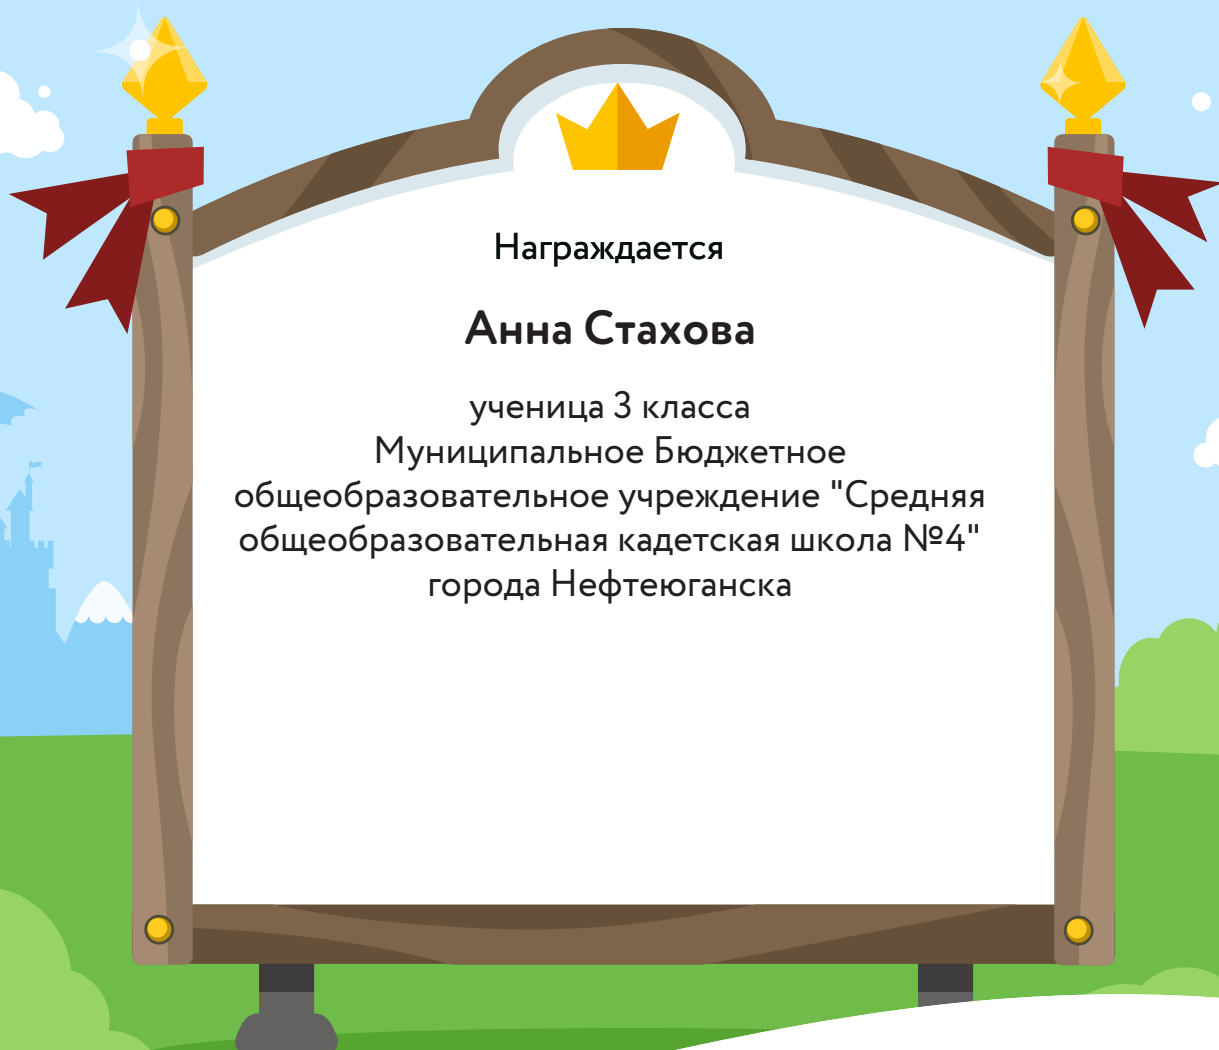 Награждается
Анна Стахова
ученица 3 класса
Муниципальное Бюджетное
общеобразовательное учреждение "Средняя
общеобразовательная кадетская школа №4"
города Нефтеюганска